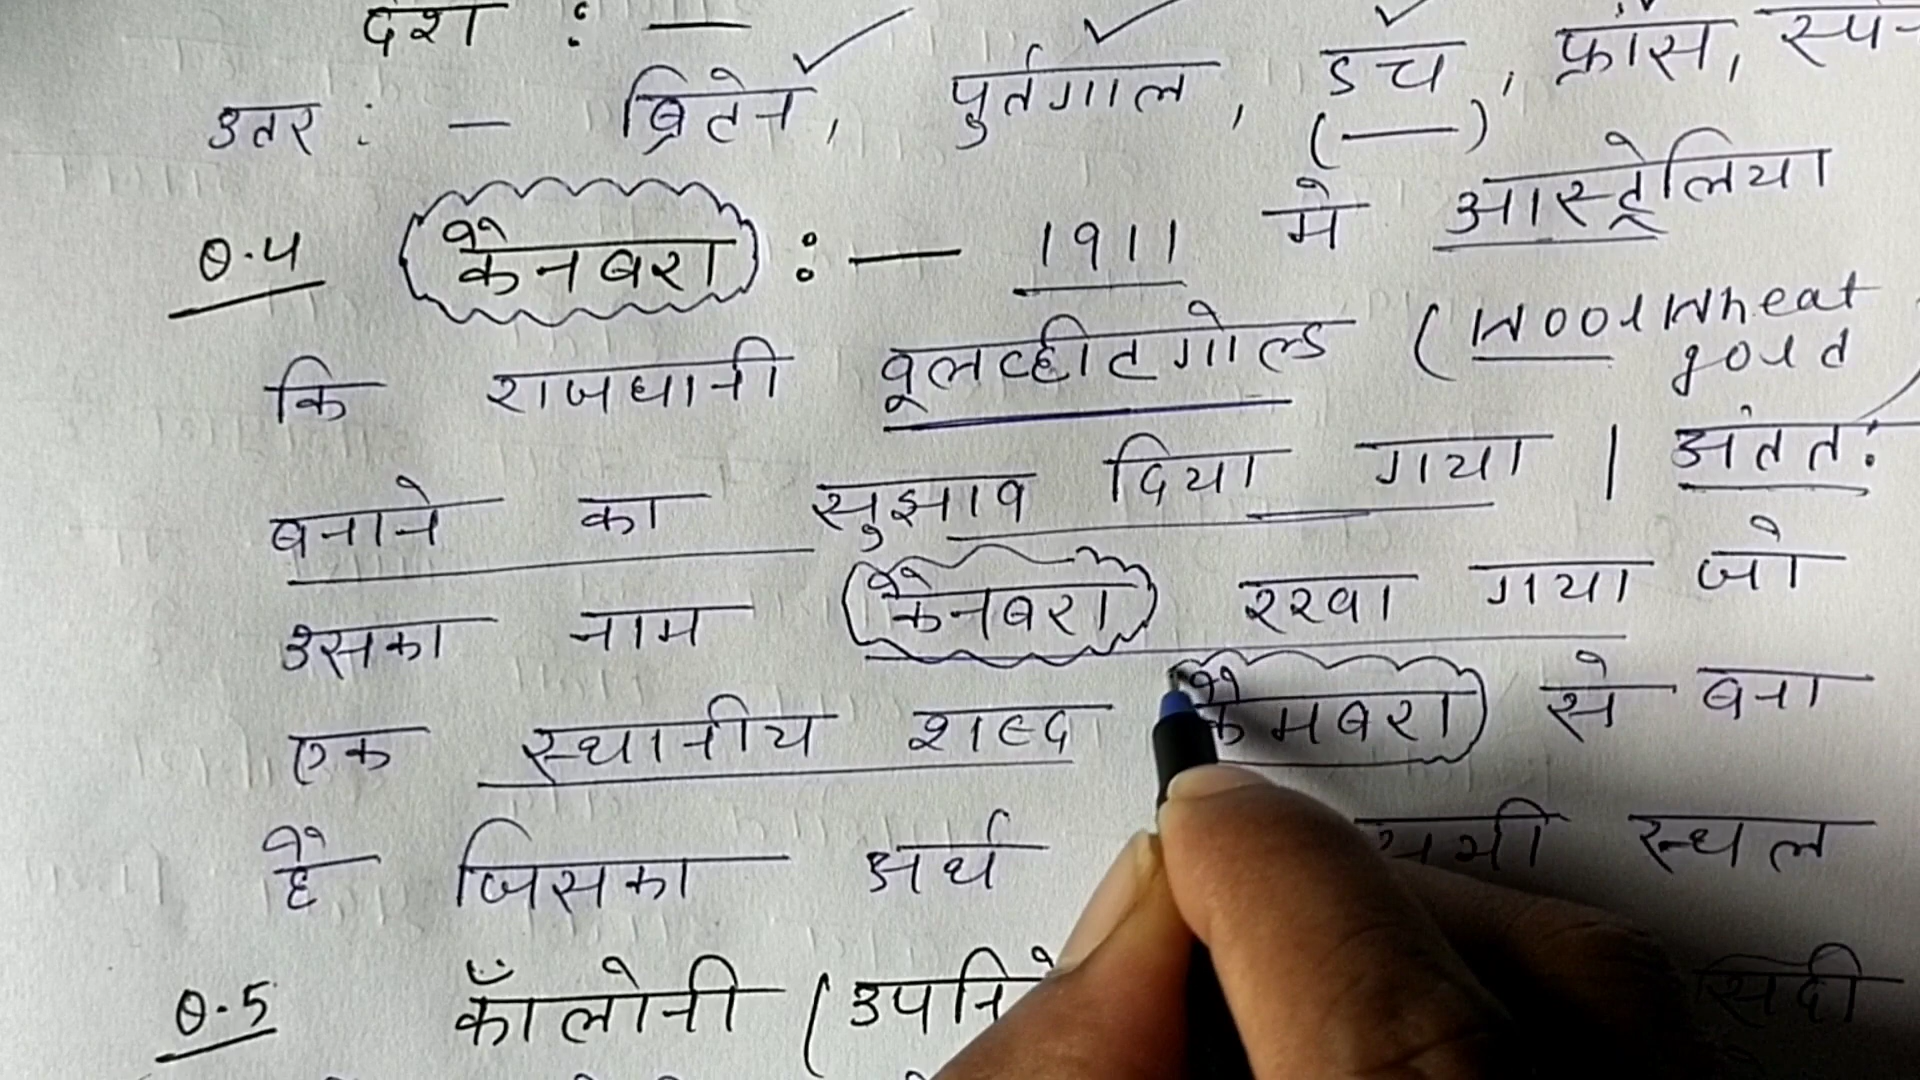 देश : —
उतर : — ब्रिटेन, पुर्तगाल, डच, फ्रांस,
(—)
Q.4 कैनबरा : — 1911 मे आस्ट्रेलिया
कि राजधानी वूलव्हीटगोल्ड (Wool Wheat
gold)
बनाने का सुझाव दिया गया | अंतत:
उसका नाम कैनबरा रखा गया जो
एक स्थानीय शब्द कैमबरा से बना
है जिसका अर्थ स्थल
Q.5 कॉलोनी (